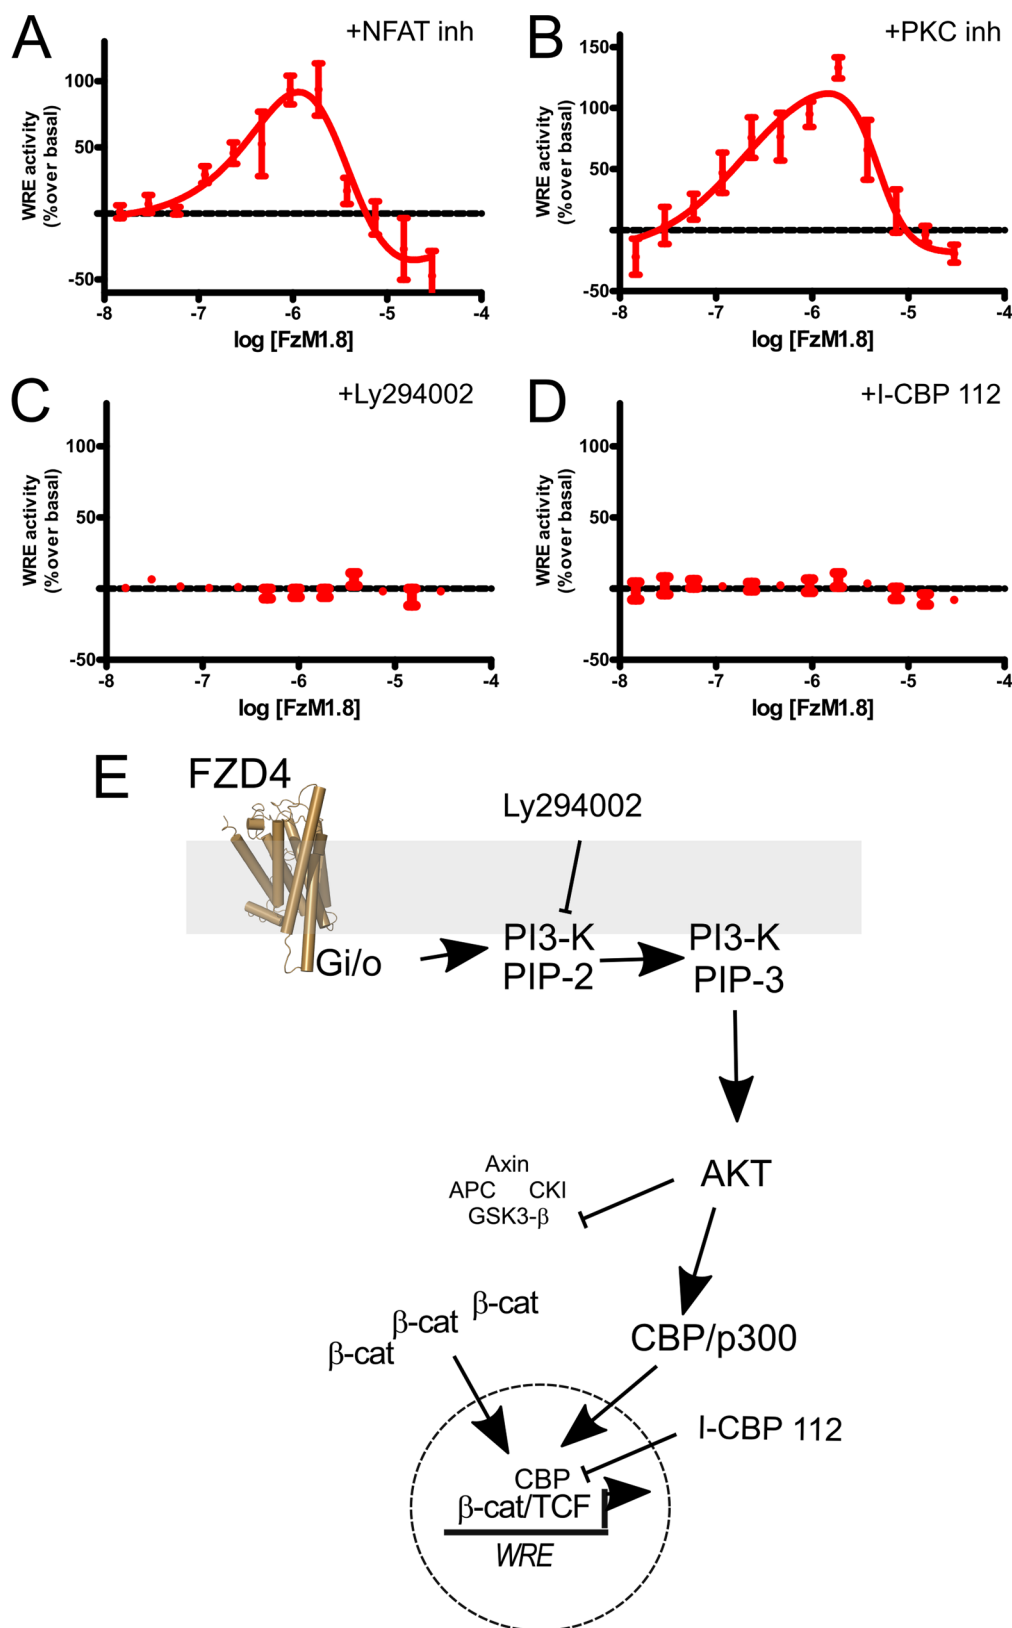 A
+NFAT inh
WRE activity
(%over basal)
100
50
0
-50
-8
-7
-6
-5
-4
log [FzM1.8]
B
+PKC inh
WRE activity
(%over basal)
150
100
50
0
-50
-8
-7
-6
-5
-4
log [FzM1.8]
C
+Ly294002
WRE activity
(%over basal)
100
50
0
-50
-8
-7
-6
-5
-4
log [FzM1.8]
D
+I-CBP 112
WRE activity
(%over basal)
100
50
0
-50
-8
-7
-6
-5
-4
log [FzM1.8]
E
FZD4
Ly294002
Gi/o
PI3-K
PIP-2
PI3-K
PIP-3
AKT
Axin
APC CKI
GSK3-β
β-cat
β-cat
β-cat
CBP/p300
I-CBP 112
CBP
β-cat/TCF
WRE